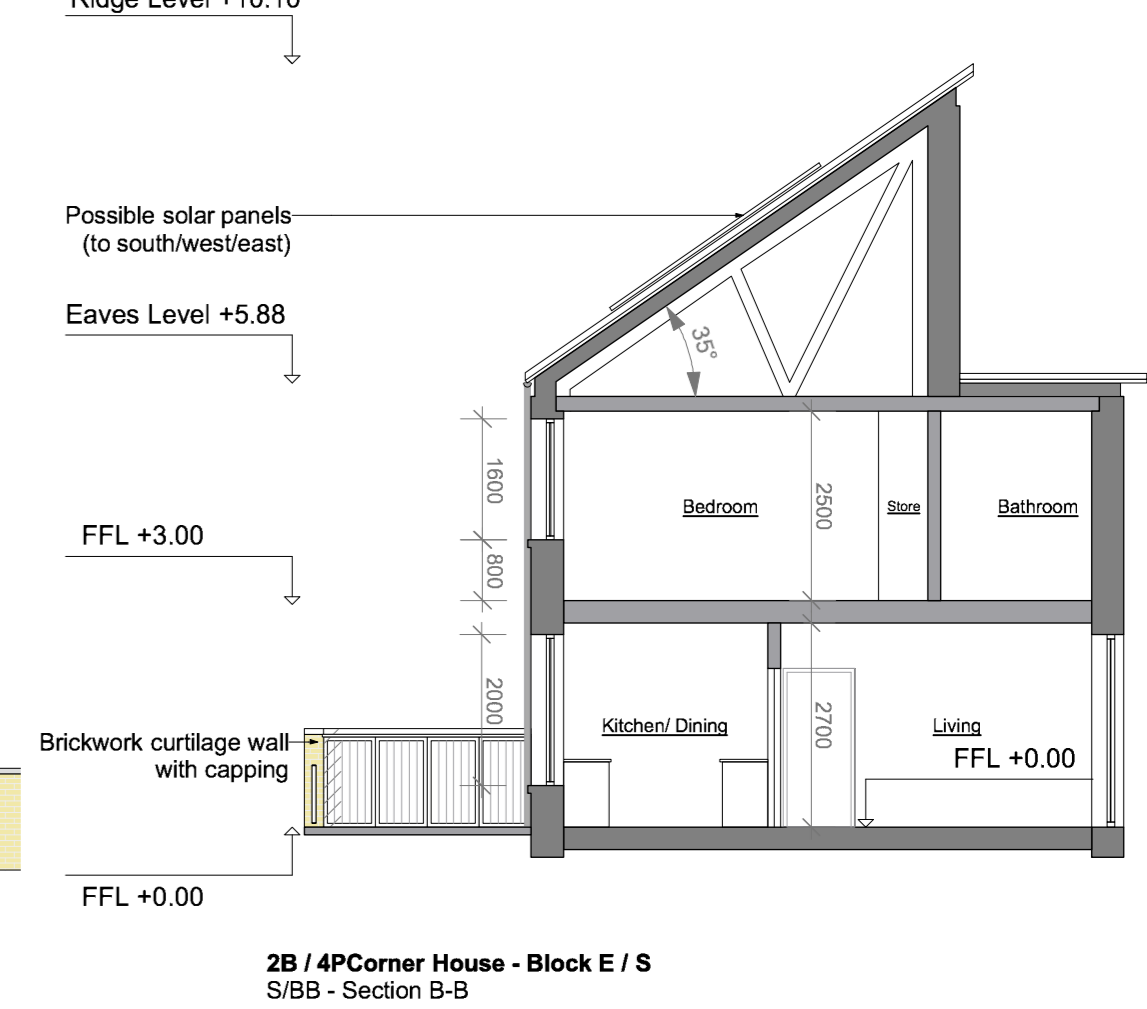 Ridge Level +10.10
Possible solar panels
(to south/west/east)
35°
Eaves Level +5.88
1600
2500
Bedroom
Store
Bathroom
FFL +3.00
800
2000
2700
Kitchen/ Dining
Living
Brickwork curtilage wall
with capping
FFL +0.00
FFL +0.00
2B / 4PCorner House - Block E / S
S/BB - Section B-B